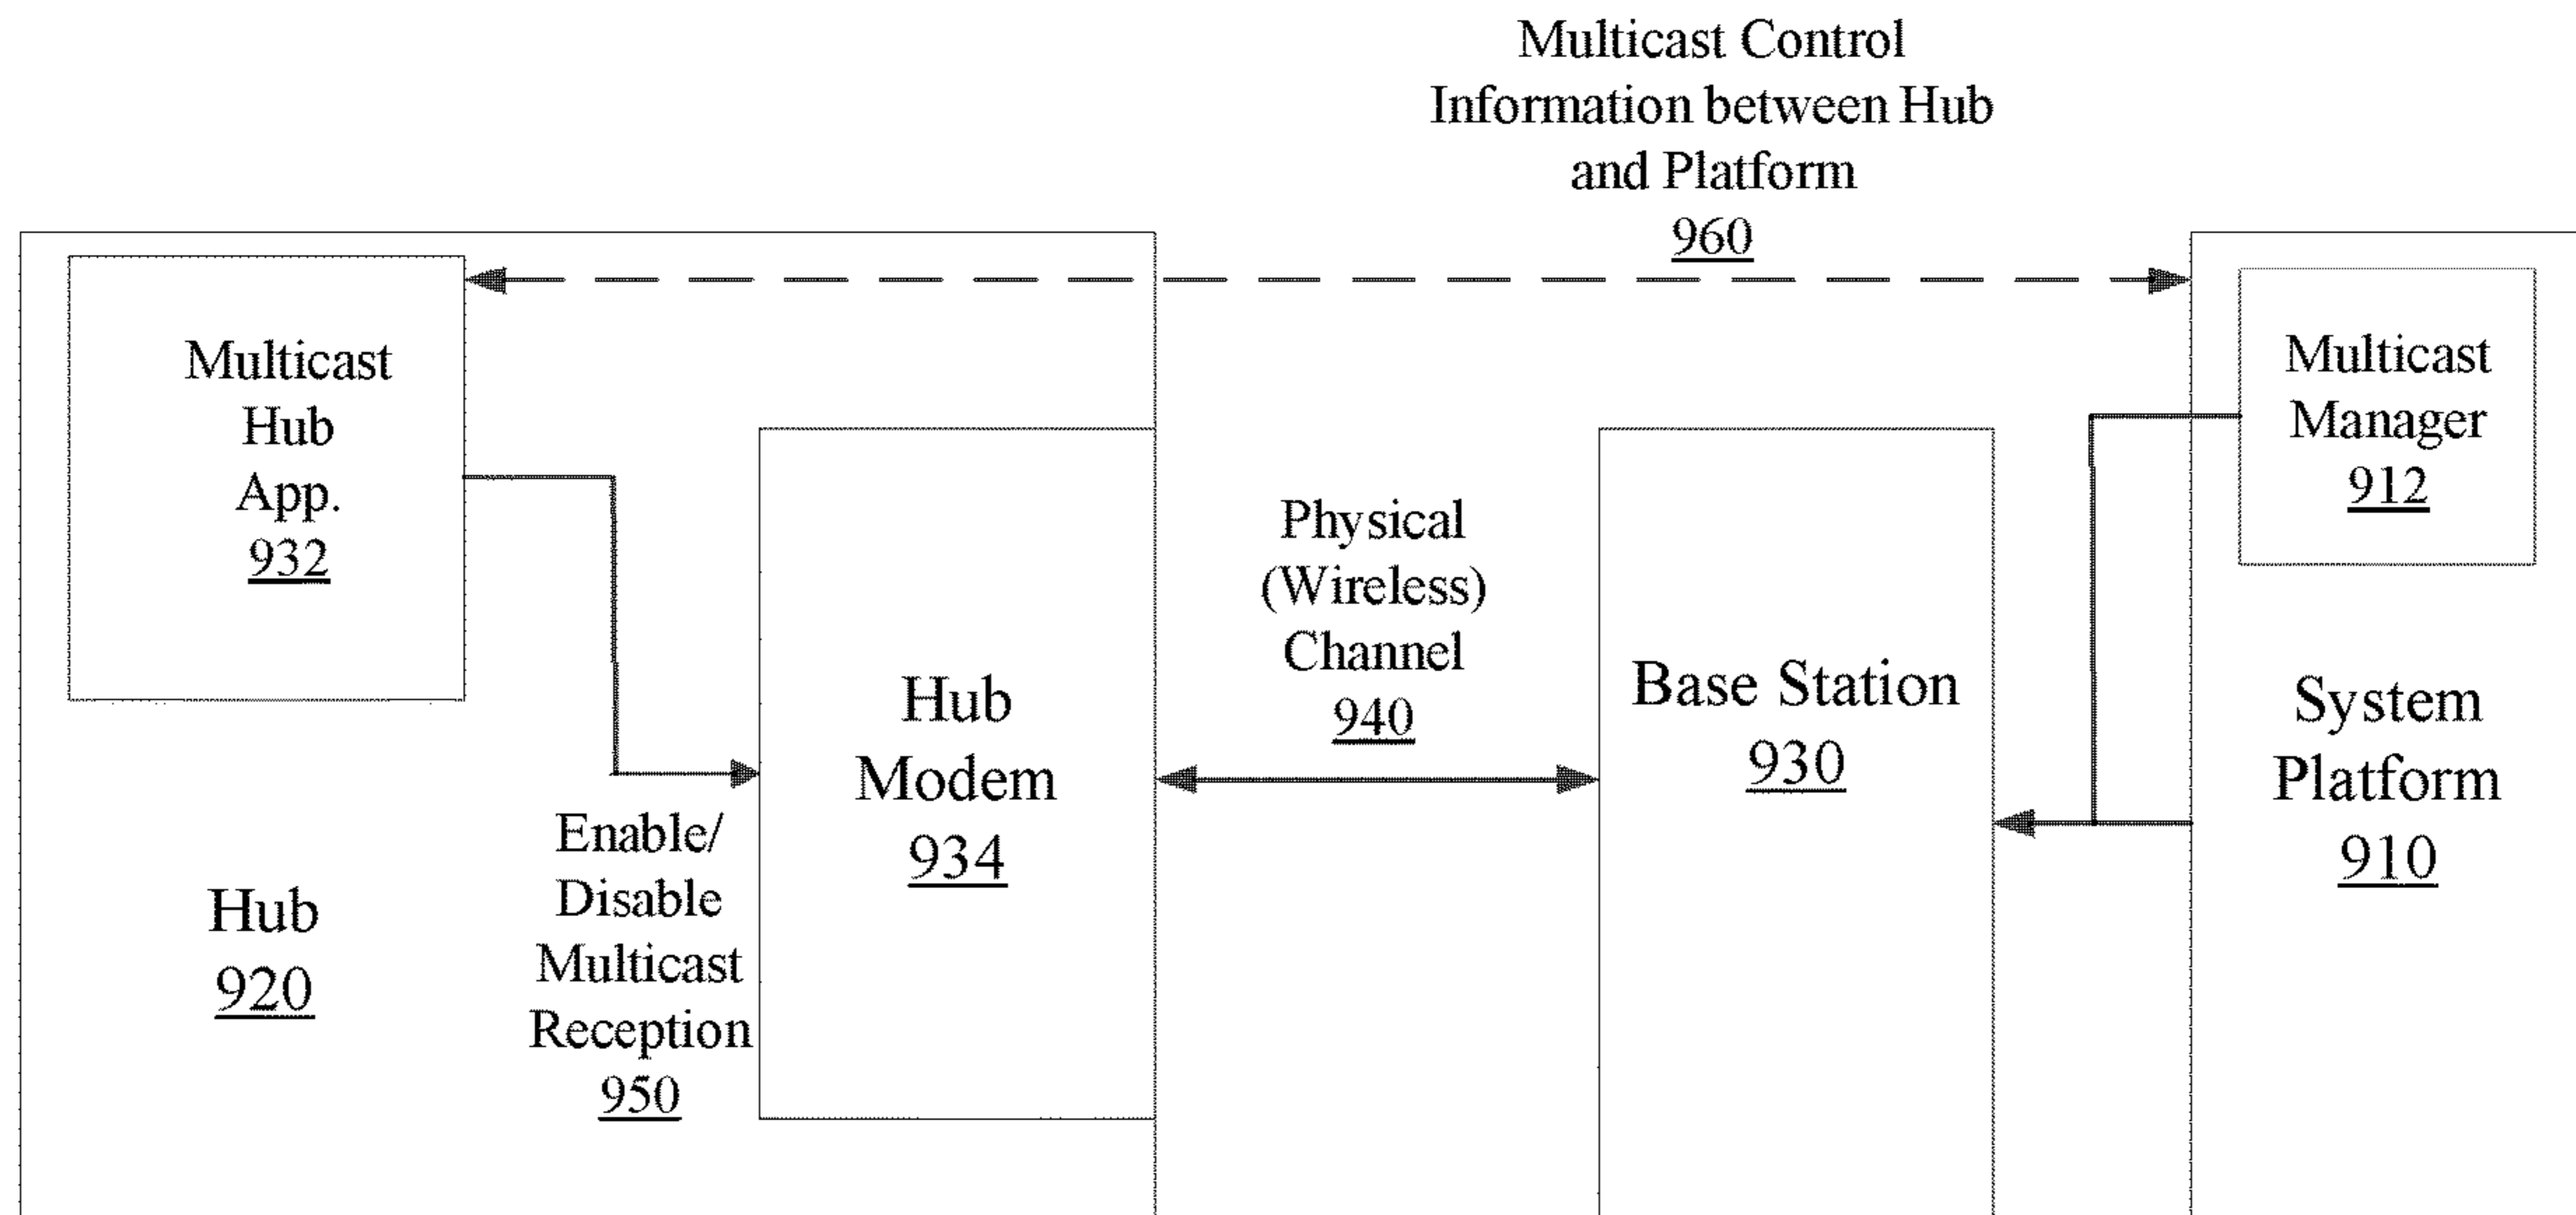 Multicast Control
Information between Hub
and Platform
960
Multicast
Hub
App.
932
Multicast
Manager
912
Physical
(Wireless)
Channel
940
Hub
Modem
934
Base Station
930
System
Platform
910
Enable/
Disable
Multicast
Reception
950
Hub
920